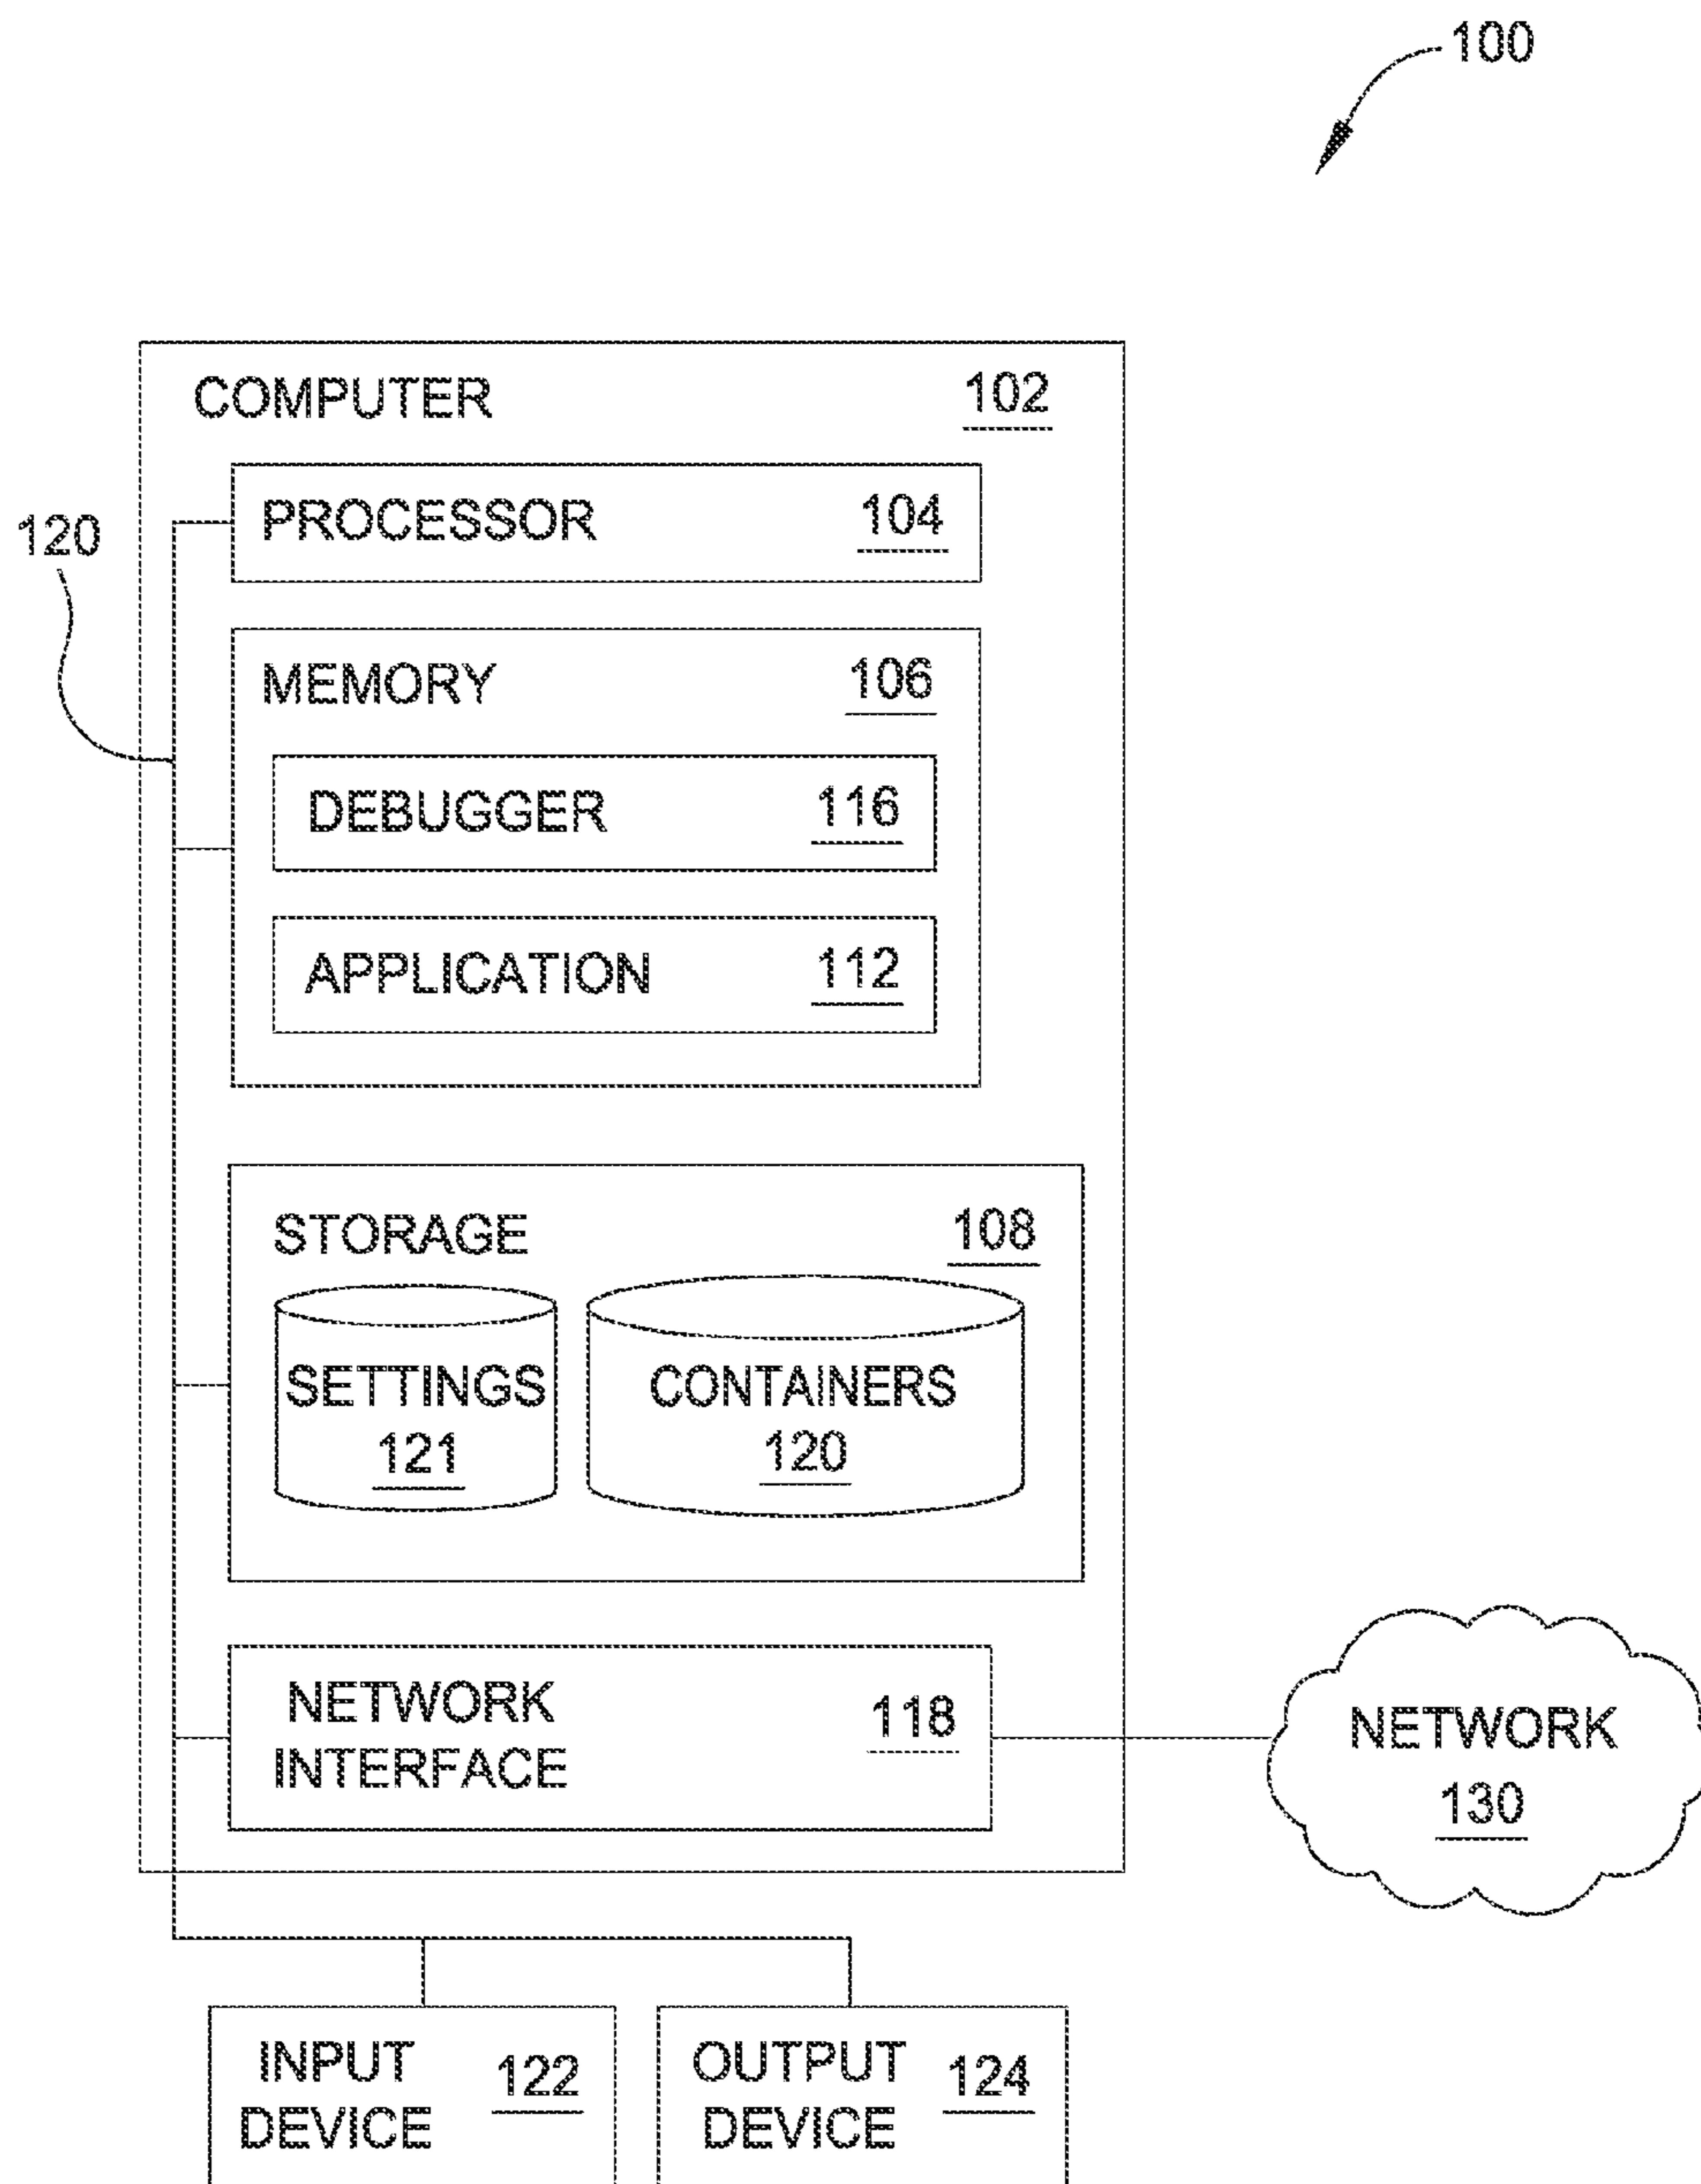 100
COMPUTER 102
120
PROCESSOR 104
MEMORY 106
DEBUGGER 116
APPLICATION 112
STORAGE 108
SETTINGS
121
CONTAINERS
120
NETWORK
INTERFACE
118
NETWORK
130
INPUT
DEVICE
122
OUTPUT
DEVICE
124